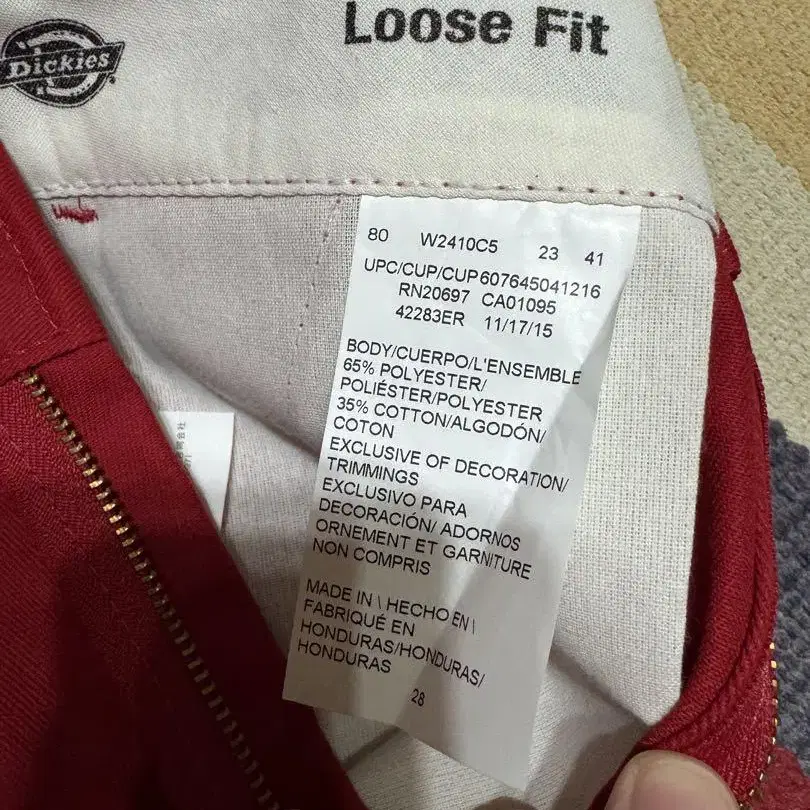 Dickies
Loose Fit
80 W2410C5 23 41
UPC/CUP/CUP607645041216
RN20697 CA01095
42283ER 11/17/15
BODY/CUERPO/L'ENSEMBLE
65% POLYESTER/
POLIÉSTER/POLYESTER
35% COTTON/ALGODÓN/
COTON
EXCLUSIVE OF DECORATION/
TRIMMINGS
EXCLUSIVO PARA
DECORACIÓN/ ADORNOS
ORNEMENT ET GARNITURE
NON COMPRIS
MADE IN \ HECHO EN \
FABRIQUÉ EN
HONDURAS/HONDURAS/
HONDURAS
28